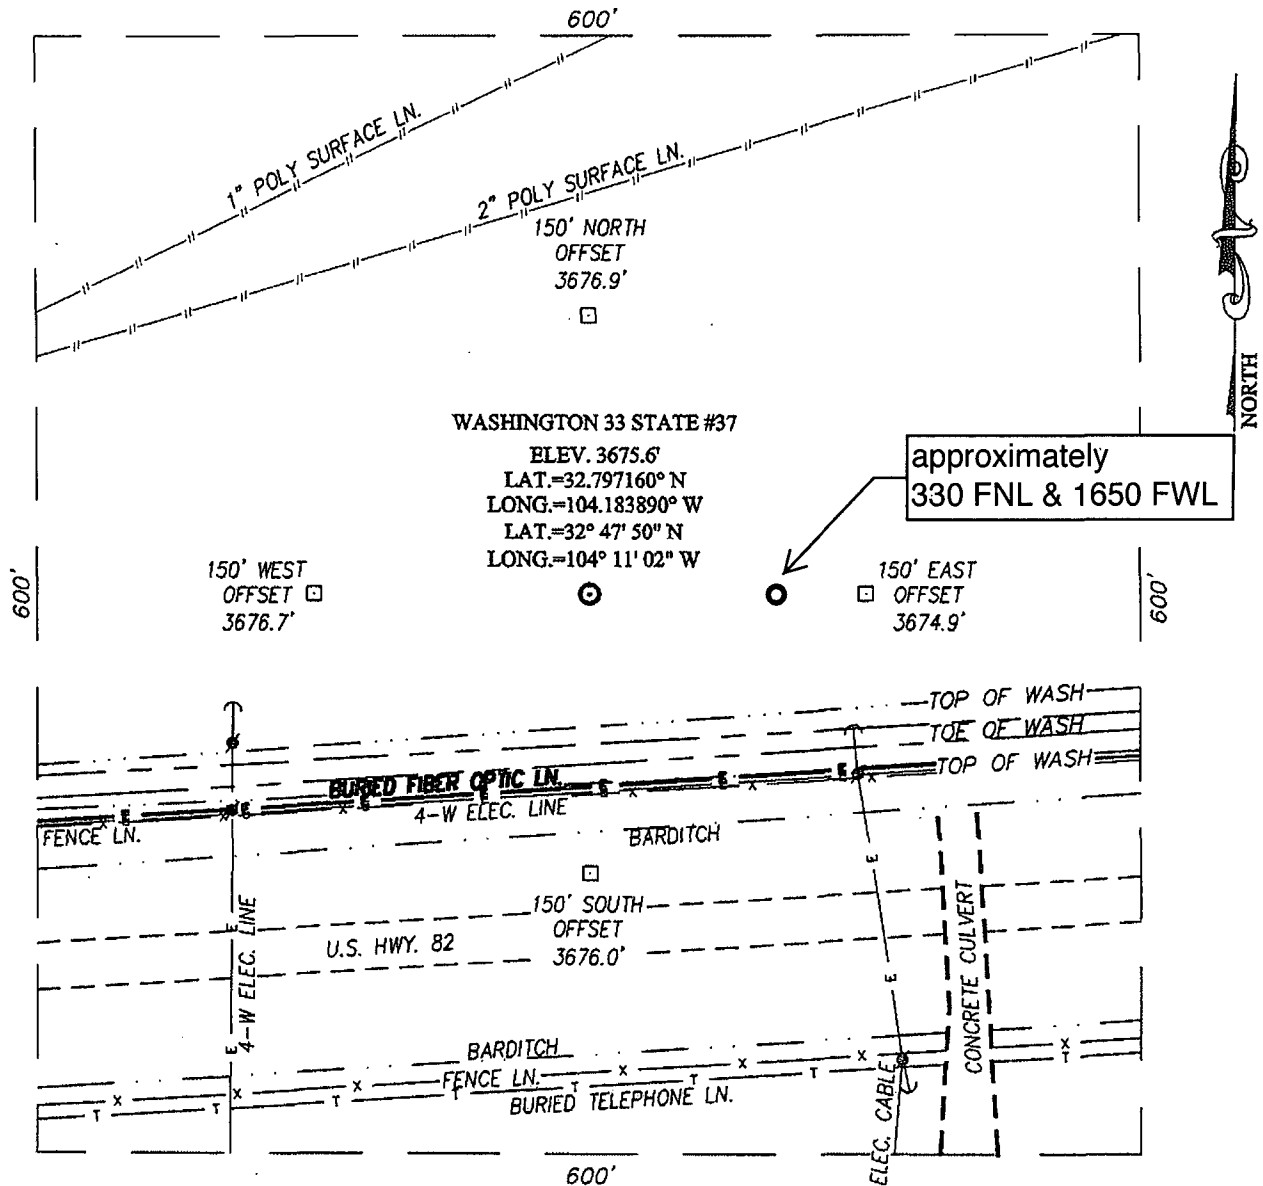 600'
1" POLY SURFACE LN.
2" POLY SURFACE LN.
150' NORTH
OFFSET
3676.9'
NORTH
WASHINGTON 33 STATE #37
ELEV. 3675.6'
LAT.=32.797160° N
LONG.=104.183890° W
LAT.=32° 47' 50" N
LONG.=104° 11' 02" W
approximately
330 FNL & 1650 FWL
600'
150' WEST
OFFSET
3676.7'
150' EAST
OFFSET
3674.9'
600'
TOP OF WASH
TOE OF WASH
TOP OF WASH
BURIED FIBER OPTIC LN.
4-W ELEC. LINE
FENCE LN.
BARDITCH
150' SOUTH
OFFSET
3676.0'
U.S. HWY. 82
4-W ELEC. LINE
CONCRETE CULVERT
BARDITCH
FENCE LN.
BURIED TELEPHONE LN.
ELEC. CABLE
600'